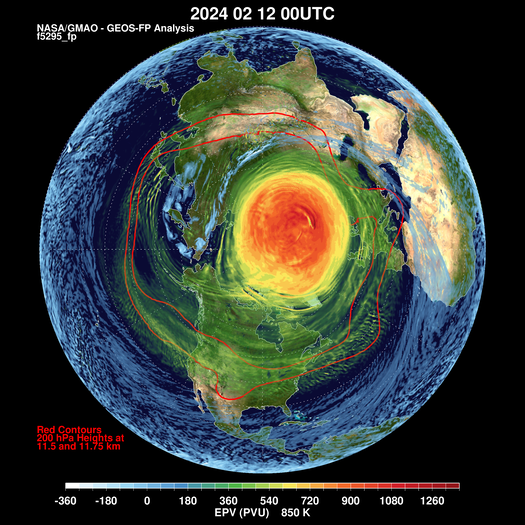 2024 02 12 00UTC
NASA/GMAO - GEOS-FP Analysis
f5295_fp
Red Contours
200 hPa Heights at
11.5 and 11.75 km
-360 -180 0 180 360 540 720 900 1080 1260
EPV (PVU) 850 K